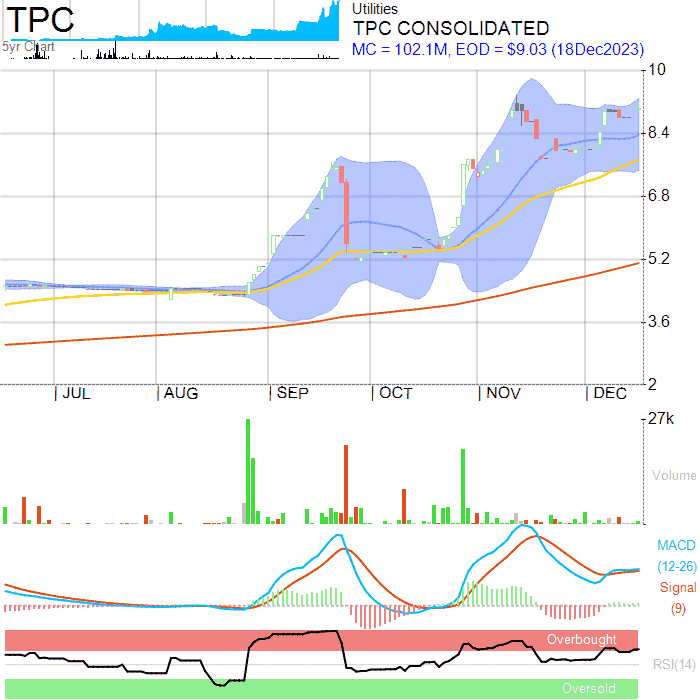 TPC
5yr Chart
Utilities
TPC CONSOLIDATED
MC = 102.1M, EOD = $9.03 (18Dec2023)
10
8.4
6.8
5.2
3.6
2
JUL AUG SEP OCT NOV DEC
27k
Volume
MACD
(12-26)
Signal
(9)
Overbought
RSI(14)
Oversold